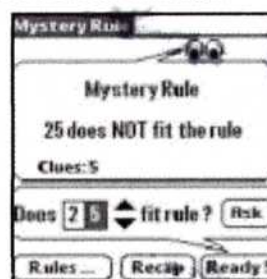 Mystery Rule
Mystery Rule
25 does NOT fit the rule
Clues: 5
Does 2 5 fit rule? Ask
Rules ... Recap Ready